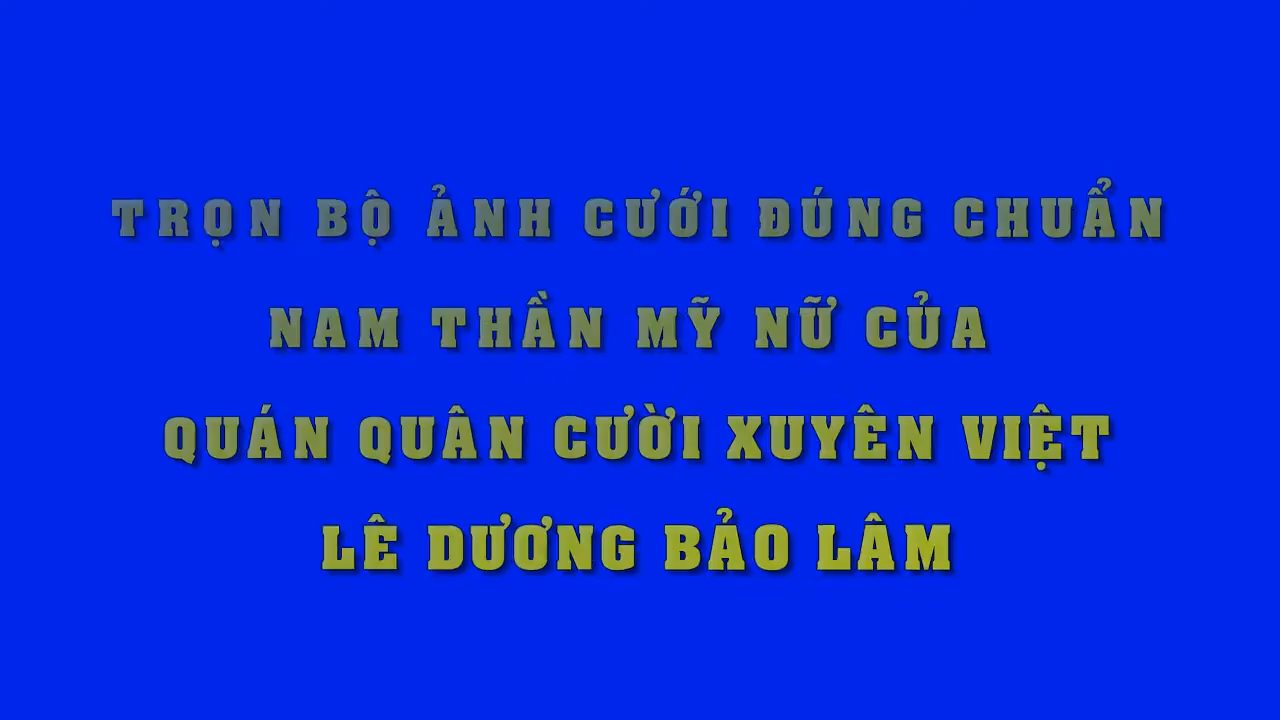 TRỌN BỘ ẢNH CƯỚI ĐÚNG CHUẨN
NAM THẦN MỸ NỮ CỦA
QUÁN QUÂN CƯỜI XUYÊN VIỆT
LÊ DƯƠNG BẢO LÂM